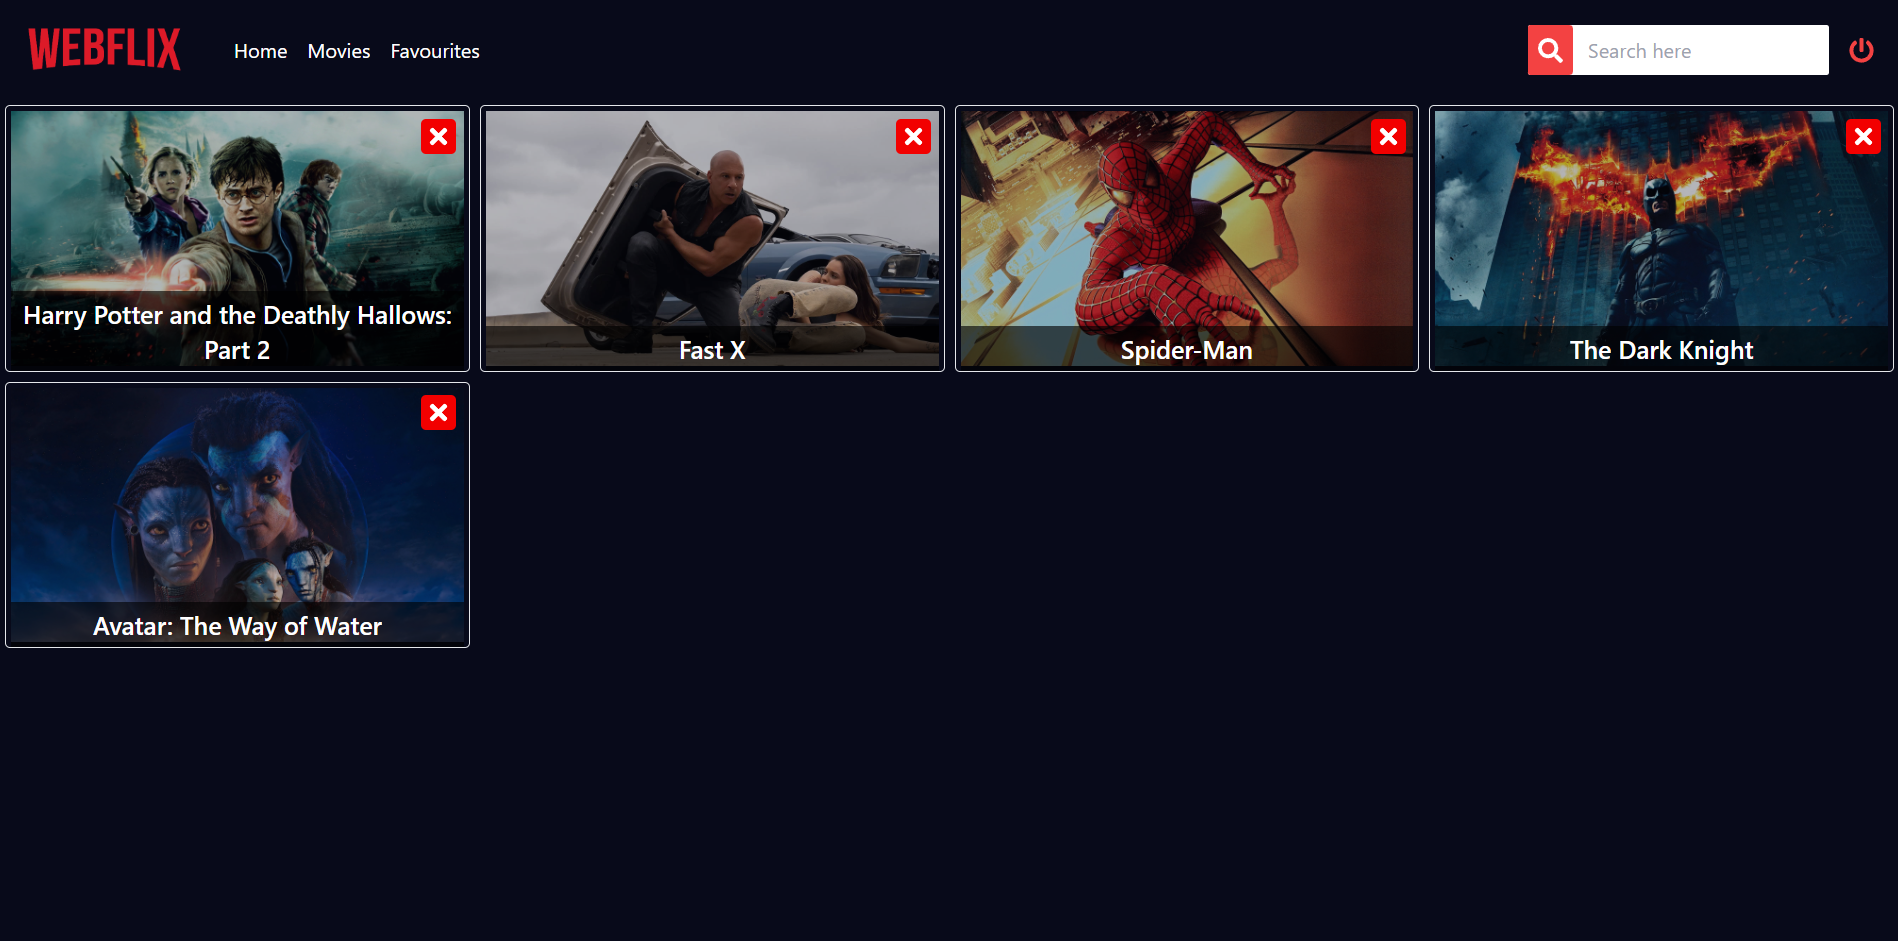 WEBFLIX
Home Movies Favourites
Search here
Harry Potter and the Deathly Hallows:
Part 2
Fast X
Spider-Man
The Dark Knight
Avatar: The Way of Water